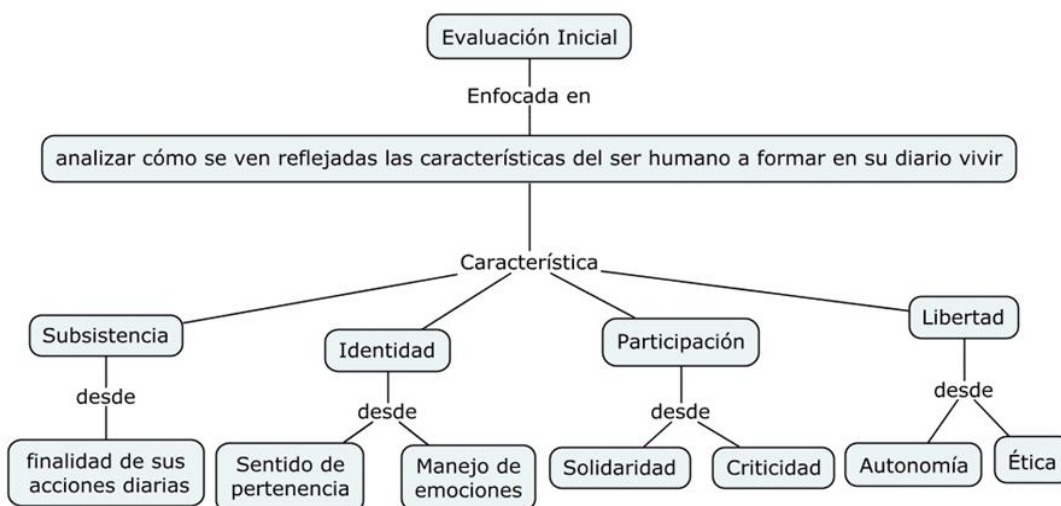 Evaluación Inicial
Enfocada en
analizar cómo se ven reflejadas las características del ser humano a formar en su diario vivir
Característica
Subsistencia
Identidad
Participación
Libertad
desde
desde
desde
desde
finalidad de sus
acciones diarias
Sentido de
pertenencia
Manejo de
emociones
Solidaridad
Criticidad
Autonomía
Ética